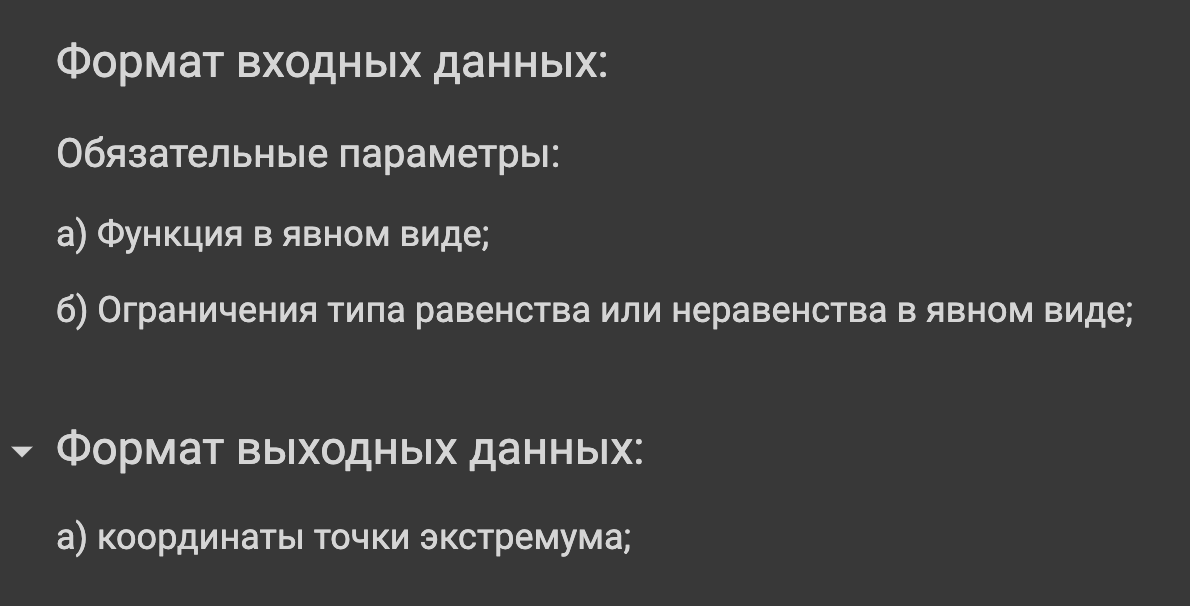 Формат входных данных:
Обязательные параметры:
а) Функция в явном виде;
б) Ограничения типа равенства или неравенства в явном виде;
Формат выходных данных:
а) координаты точки экстремума;